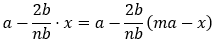 a − 2b/nb · x = a − 2b/nb (ma − x)